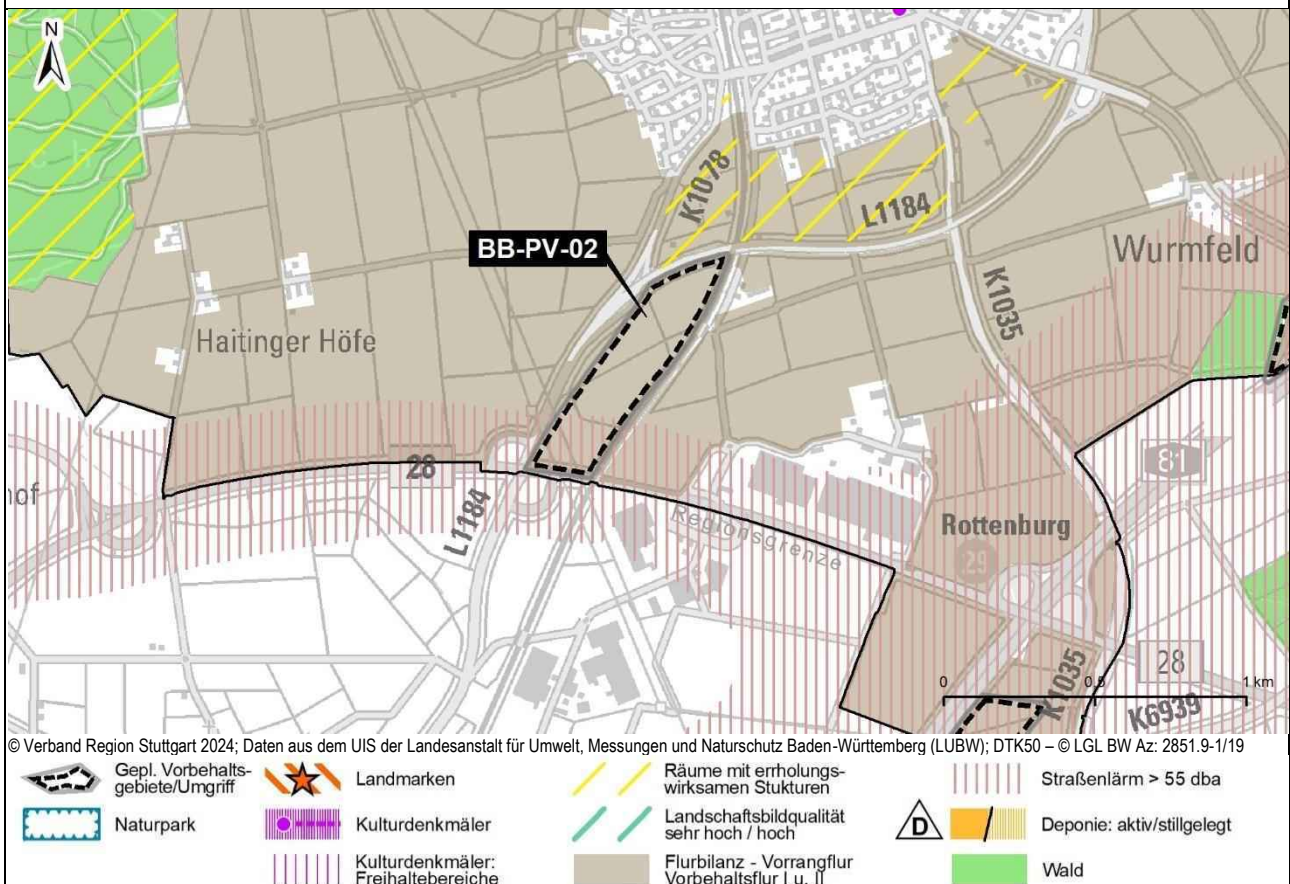 N
K1078
L1184
BB-PV-02
Wurmfeld
K1035
Haitinger Höfe
28
81
hof
L1184
Regionsgrenze
Rottenburg
29
28
0
0,5
1 km
K1035
K6939
© Verband Region Stuttgart 2024; Daten aus dem UIS der Landesanstalt für Umwelt, Messungen und Naturschutz Baden-Württemberg (LUBW); DTK50 – © LGL BW Az: 2851.9-1/19
Gepl. Vorbehalts-
gebiete/Umgriff
Landmarken
Räume mit errholungs-
wirksamen Stukturen
Straßenlärm > 55 dba
Naturpark
Kulturdenkmäler
Landschaftsbildqualität
sehr hoch / hoch
D
Deponie: aktiv/stillgelegt
Kulturdenkmäler:
Freihaltebereiche
Flurbilanz - Vorrangflur
Vorbehaltsflur I u. II
Wald